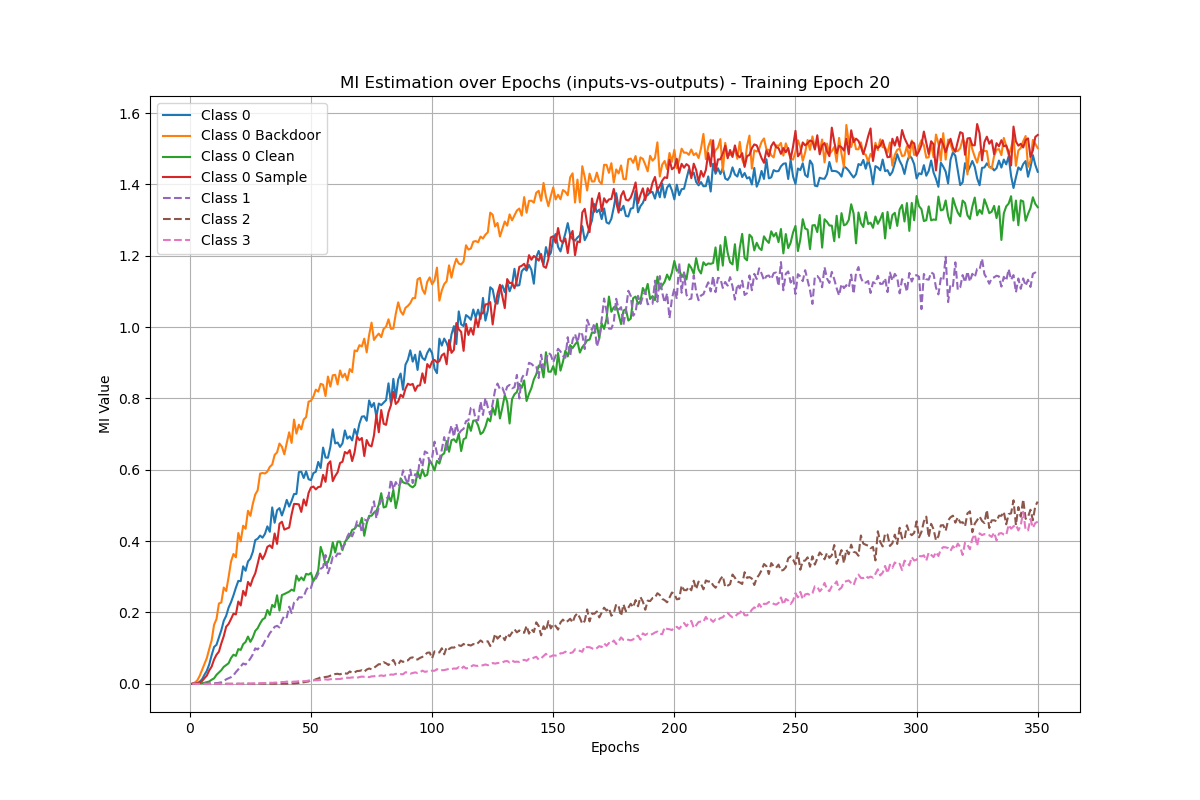 MI Estimation over Epochs (inputs-vs-outputs) - Training Epoch 20
Class 0
Class 0 Backdoor
Class 0 Clean
Class 0 Sample
Class 1
Class 2
Class 3
MI Value
1.6
1.4
1.2
1.0
0.8
0.6
0.4
0.2
0.0
0 50 100 150 200 250 300 350
Epochs